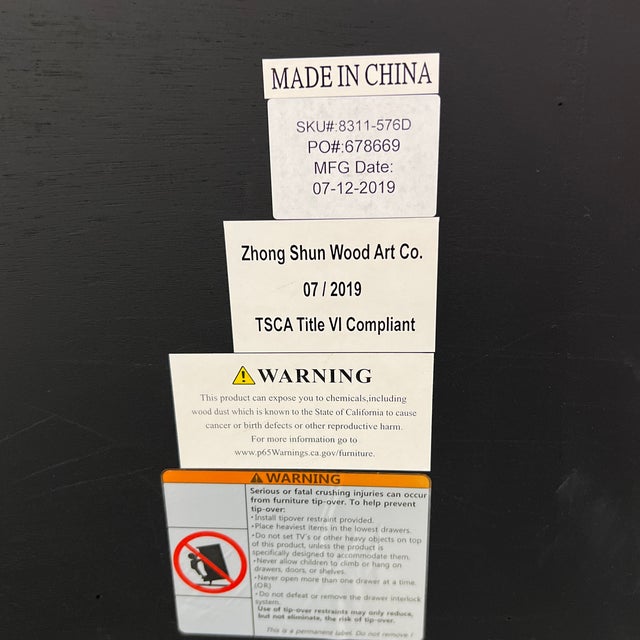 MADE IN CHINA
SKU#:8311-576D
PO#:678669
MFG Date:
07-12-2019
Zhong Shun Wood Art Co.
07 / 2019
TSCA Title VI Compliant
WARNING
This product can expose you to chemicals,including
wood dust which is known to the State of California to cause
cancer or birth defects or other reproductive harm.
For more information go to
www.p65Warnings.ca.gov/furniture.
WARNING
Serious or fatal crushing injuries can occur
from furniture tip-over. To help prevent
tip-over:
·Install tipover restraint provided.
·Place heaviest items in the lowest drawers.
·Do not set TV's or other heavy objects on top
of this product, unless the product is
specifically designed to accommodate them.
·Never allow children to climb or hang on
drawers, doors, or shelves.
·Never open more than one drawer at a time.
(OR)
·Do not defeat or remove the drawer interlock
system.
Use of tip-over restraints may only reduce,
but not eliminate, the risk of tip-over.
This is a permanent label. Do not remove !